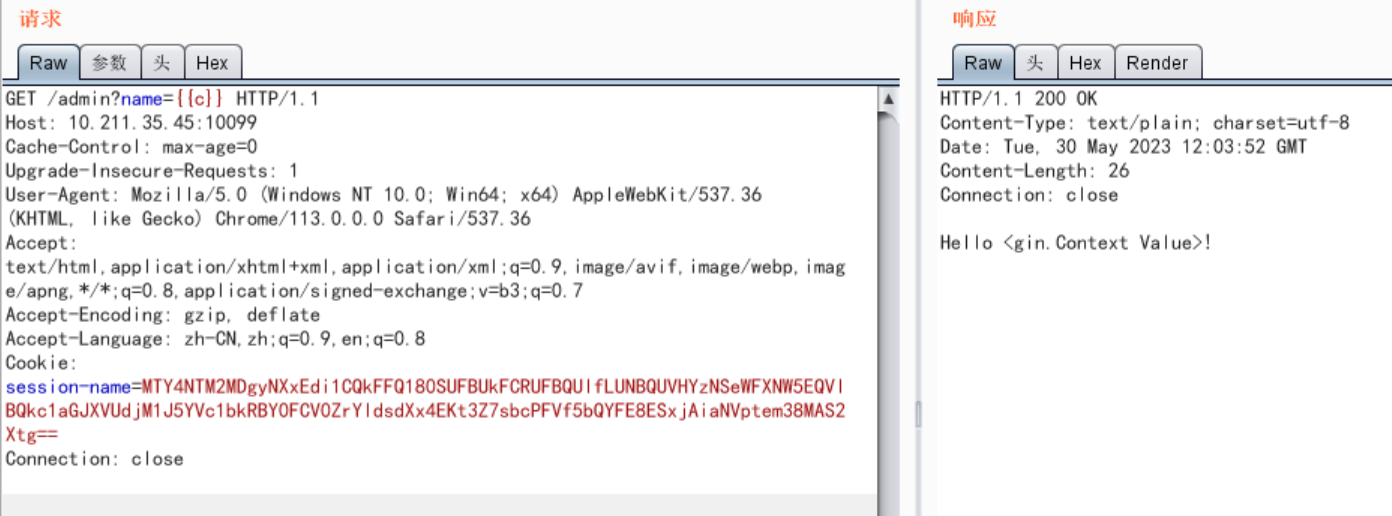 请求
Raw 参数 头 Hex
GET /admin?name={{c}} HTTP/1.1
Host: 10.211.35.45:10099
Cache-Control: max-age=0
Upgrade-Insecure-Requests: 1
User-Agent: Mozilla/5.0 (Windows NT 10.0; Win64; x64) AppleWebKit/537.36
(KHTML, like Gecko) Chrome/113.0.0.0 Safari/537.36
Accept:
text/html,application/xhtml+xml,application/xml;q=0.9,image/avif,image/webp,imag
e/apng,*/*;q=0.8,application/signed-exchange;v=b3;q=0.7
Accept-Encoding: gzip, deflate
Accept-Language: zh-CN,zh;q=0.9,en;q=0.8
Cookie:
session-name=MTY4NTM2MDgyNXxEdi1CQkFFQ180SUFBUkFCRUFBQUlfLUNBQUVHYzNSeWFXNW5EQVl
BQkc1aGJXVUdjM1J5YVc1bkRBY0FCV0ZrYldsdXx4EKt3Z7sbcPFVf5bQYFE8ESxjAiaNVptem38MAS2
Xtg==
Connection: close
响应
Raw 头 Hex Render
HTTP/1.1 200 OK
Content-Type: text/plain; charset=utf-8
Date: Tue, 30 May 2023 12:03:52 GMT
Content-Length: 26
Connection: close
Hello <gin.Context Value>!